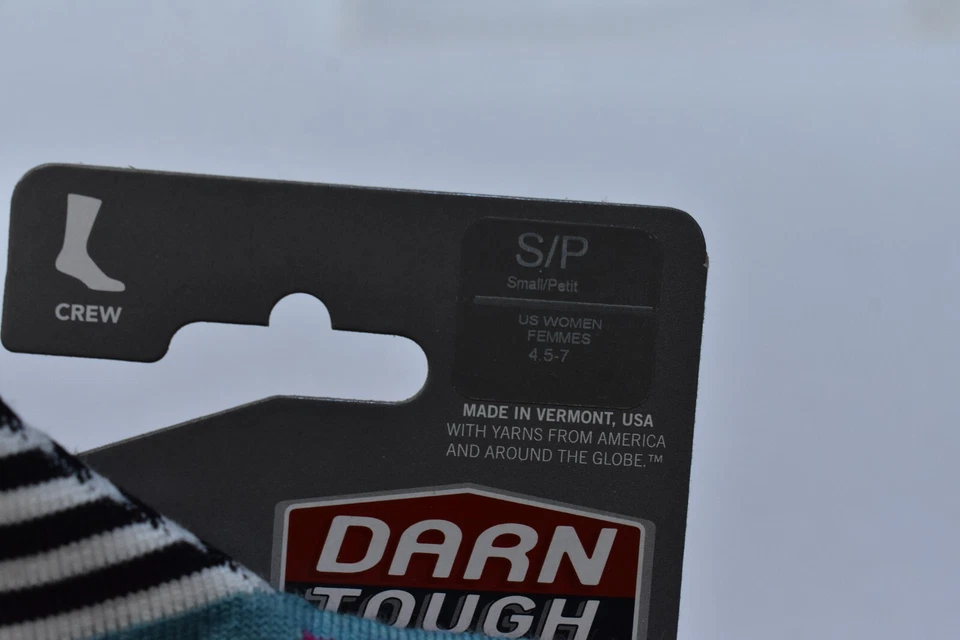 CREW
S/P
Small/Petit
US WOMEN
FEMMES
4.5-7
MADE IN VERMONT, USA
WITH YARNS FROM AMERICA
AND AROUND THE GLOBE.™
DARN
TOUGH